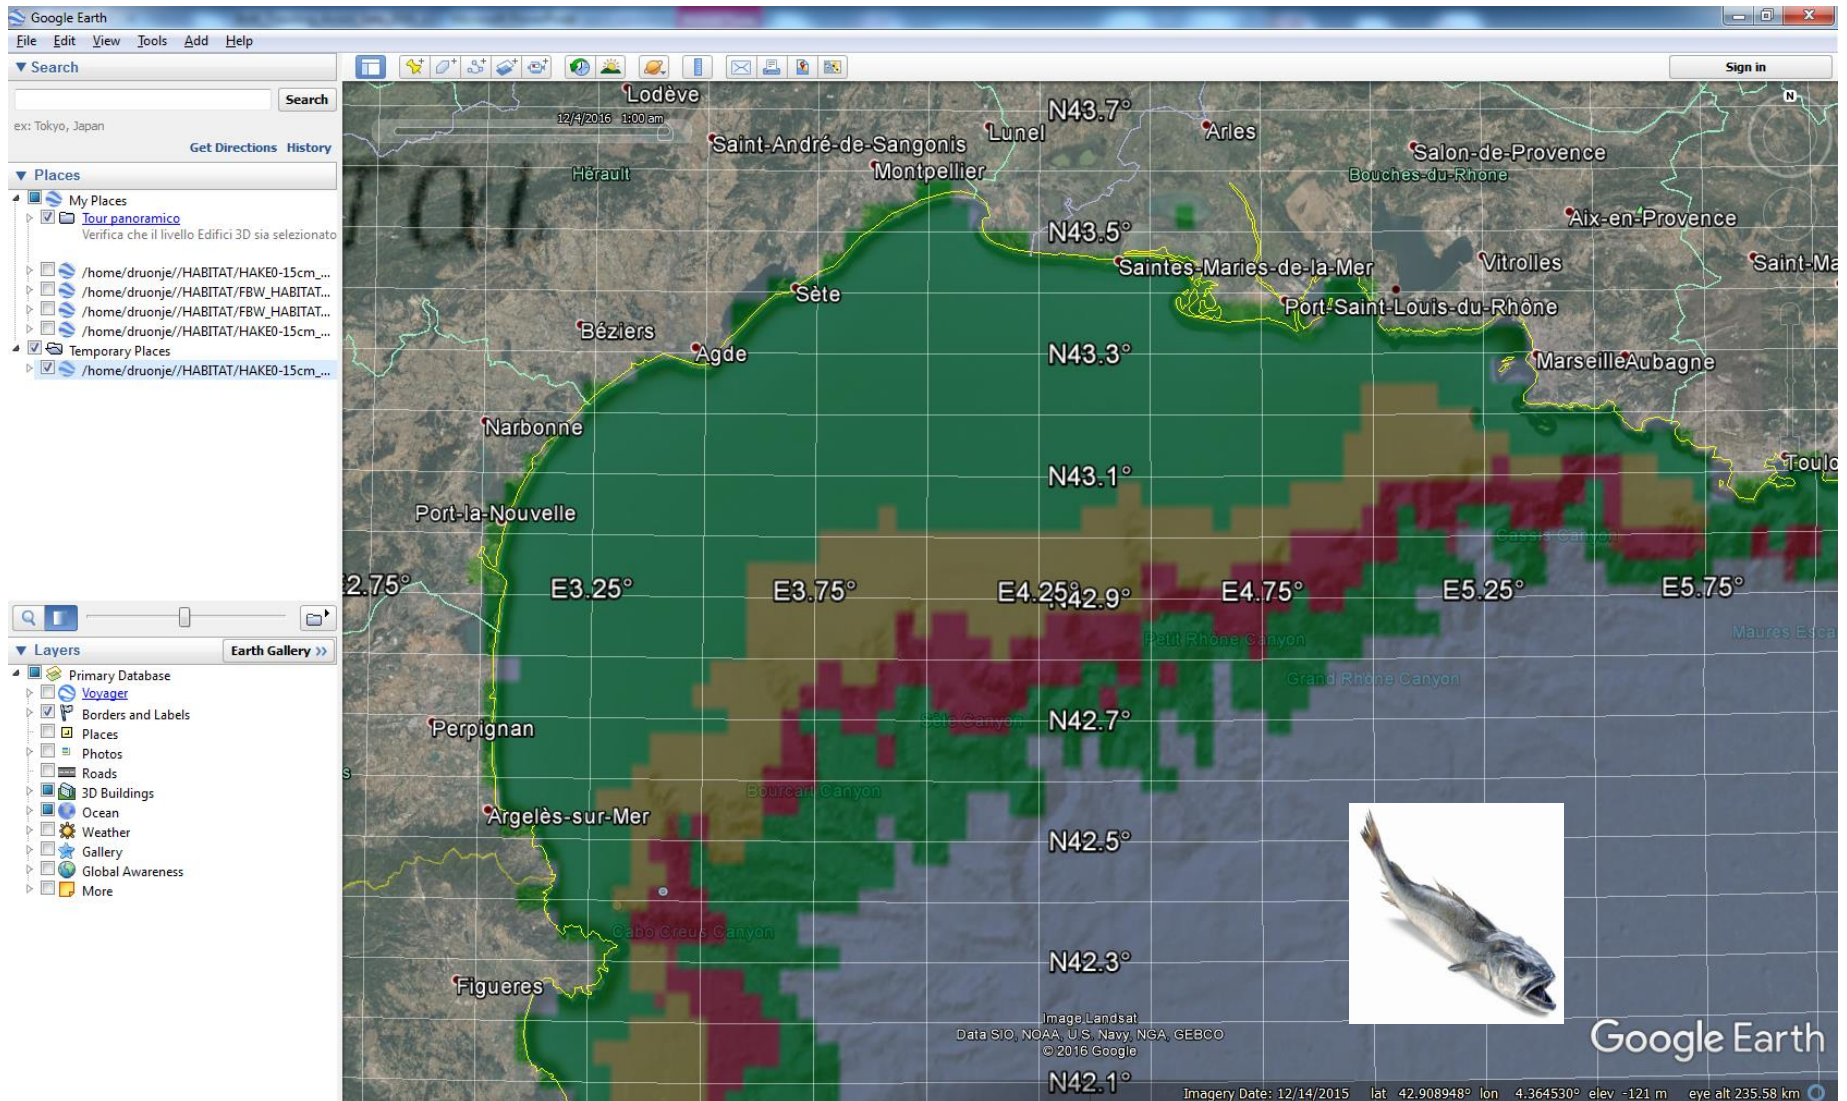 Google Earth
File Edit View Tools Add Help
Search
Search
ex: Tokyo, Japan
Get Directions History
Places
My Places
Tour panoramico
Verifica che il livello Edifici 3D sia selezionato
/home/druonje//HABITAT/HAKE0-15cm_...
/home/druonje//HABITAT/FBW_HABITAT...
/home/druonje//HABITAT/FBW_HABITAT...
/home/druonje//HABITAT/HAKE0-15cm_...
Temporary Places
/home/druonje//HABITAT/HAKE0-15cm_...
Layers
Earth Gallery >>
Primary Database
Voyager
Borders and Labels
Places
Photos
Roads
3D Buildings
Ocean
Weather
Gallery
Global Awareness
More
Sign in
N
Lodève
12/4/2016 1:00 am
N43.7°
Lunel
Arles
Saint-André-de-Sangonis
Salon-de-Provence
Hérault
Montpellier
Bouches-du-Rhone
Aix-en-Provence
N43.5°
Saintes-Maries-de-la-Mer
Vitrolles
Saint-Ma
Sète
Port-Saint-Louis-du-Rhône
Béziers
Agde
N43.3°
Marseille
Aubagne
Narbonne
N43.1°
Toulo
Port-la-Nouvelle
Cassis Canyon
E2.75°
E3.25°
E3.75°
E4.25°
N42.9°
E4.75°
E5.25°
E5.75°
Petit Rhône Canyon
Maures Esca
Grand Rhône Canyon
Sète Canyon
N42.7°
Perpignan
s
Bourcart Canyon
Argelès-sur-Mer
N42.5°
Cabo Creus Canyon
N42.3°
Figueres
Image Landsat
Data SIO, NOAA, U.S. Navy, NGA, GEBCO
© 2016 Google
Google Earth
N42.1°
Imagery Date: 12/14/2015 lat 42.908948° lon 4.364530° elev -121 m eye alt 235.58 km